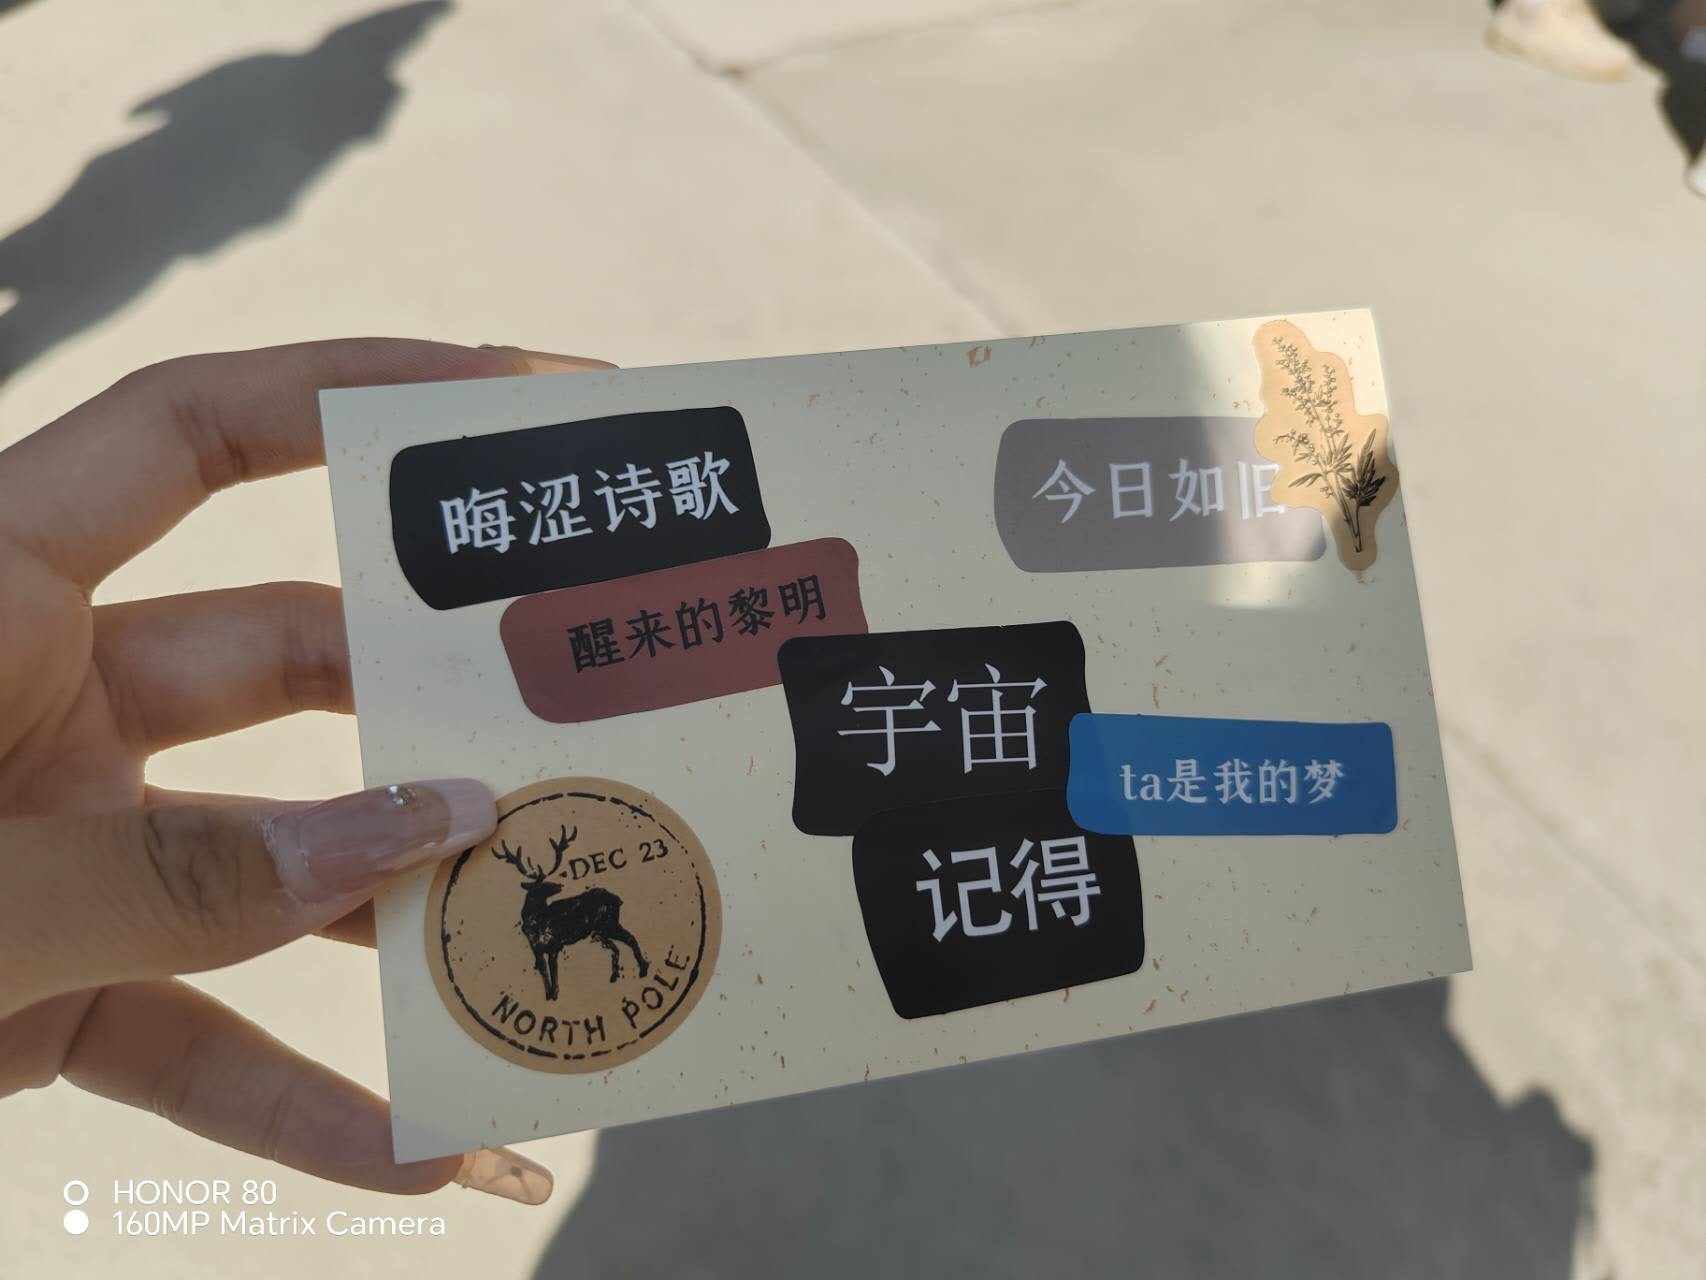 晦涩诗歌
今日如旧
醒来的黎明
宇宙
ta是我的梦
记得
DEC 23
NORTH POLE
HONOR 80
160MP Matrix Camera